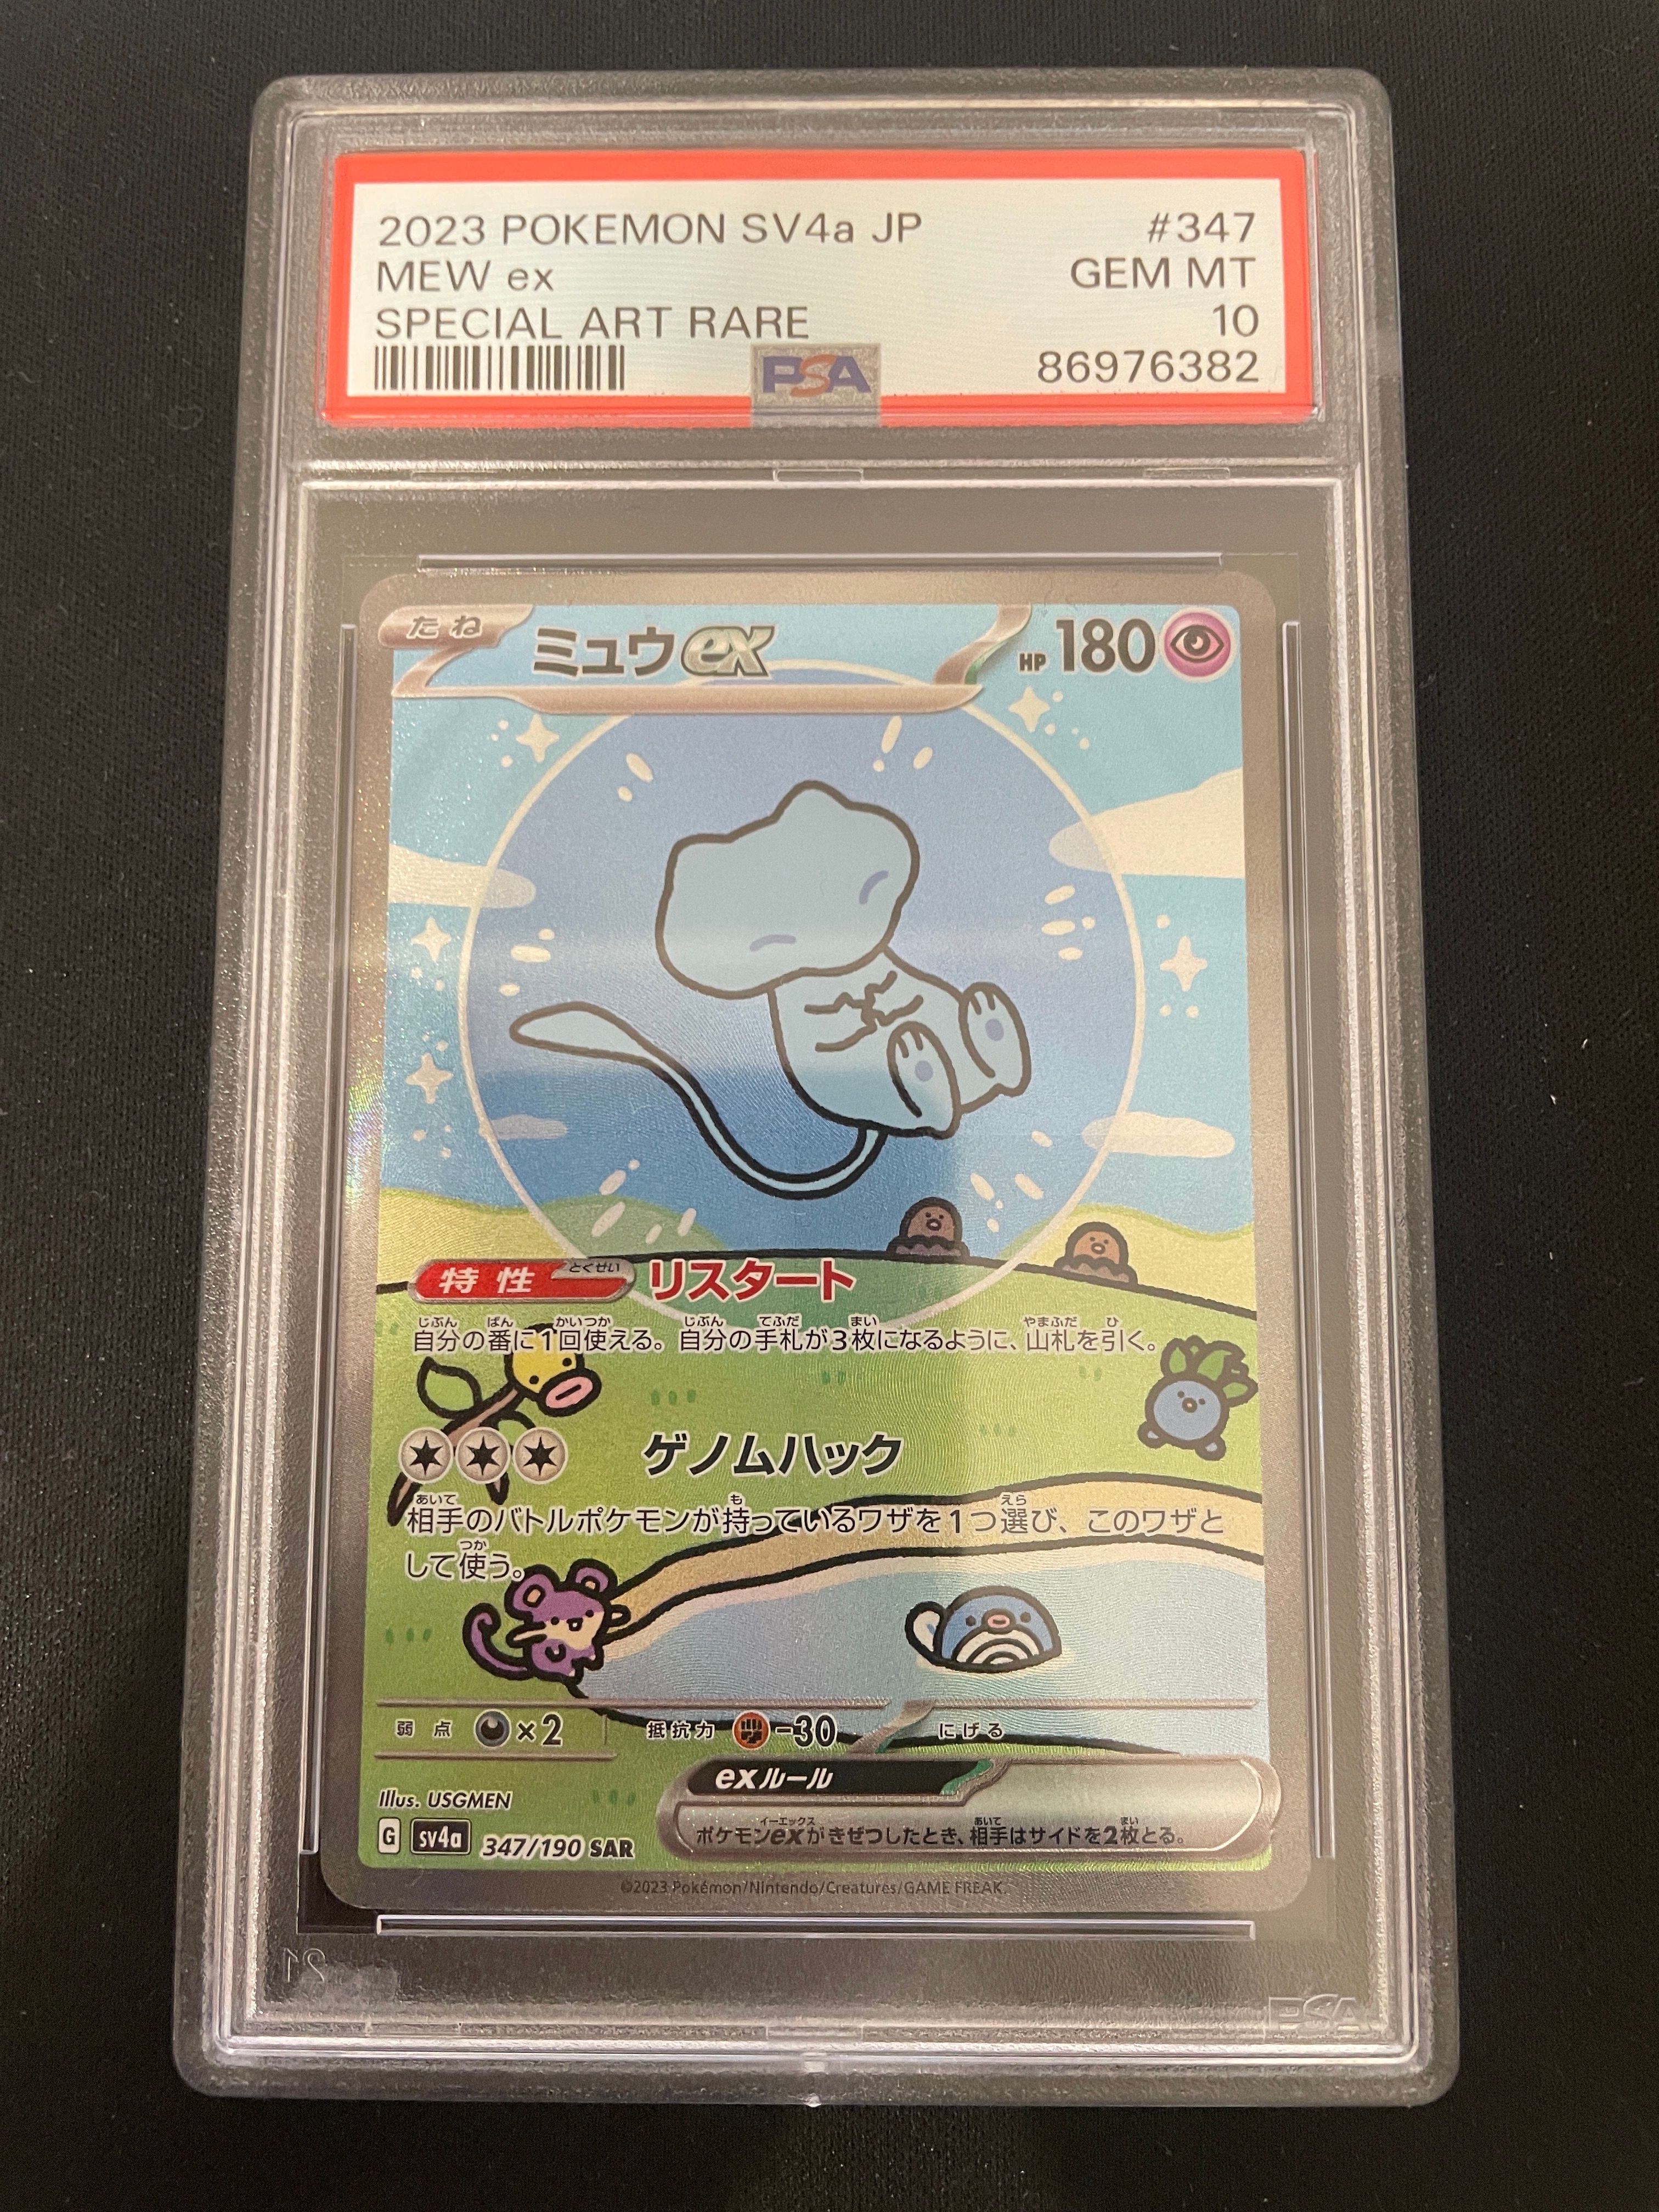 2023 POKEMON SV4a JP #347
MEW ex GEM MT
SPECIAL ART RARE 10
PSA 86976382
たね ミュウex HP 180
特性 とくせい リスタート
じぶん ばん かいつか じぶん てふだ まい やまふだ ひ
自分の番に1回使える。自分の手札が3枚になるように、山札を引く。
ゲノムハック
あいて も えら
相手のバトルポケモンが持っているワザを1つ選び、このワザと
つか
して使う。
弱点 ×2 抵抗力 -30 にげる
exルール
イーエックス あいて まい
ポケモンexがきぜつしたとき、相手はサイドを2枚とる。
Illus. USGMEN
G sv4a 347/190 SAR
©2023 Pokémon/Nintendo/Creatures/GAME FREAK.
21
PSA